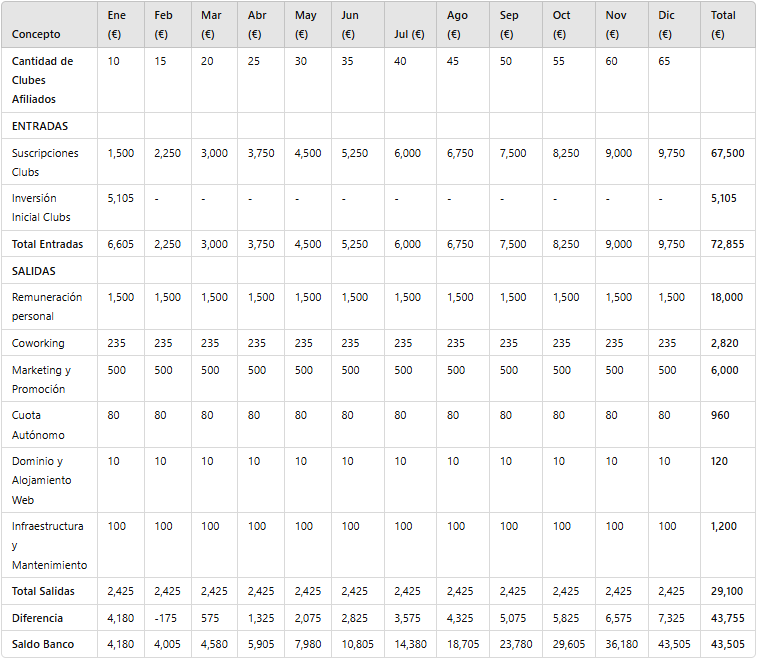 Concepto Ene (€) Feb (€) Mar (€) Abr (€) May (€) Jun (€) Jul (€) Ago (€) Sep (€) Oct (€) Nov (€) Dic (€) Total (€)
Cantidad de Clubes Afiliados 10 15 20 25 30 35 40 45 50 55 60 65
ENTRADAS
Suscripciones Clubs 1,500 2,250 3,000 3,750 4,500 5,250 6,000 6,750 7,500 8,250 9,000 9,750 67,500
Inversión Inicial Clubs 5,105 - - - - - - - - - - - 5,105
Total Entradas 6,605 2,250 3,000 3,750 4,500 5,250 6,000 6,750 7,500 8,250 9,000 9,750 72,855
SALIDAS
Remuneración personal 1,500 1,500 1,500 1,500 1,500 1,500 1,500 1,500 1,500 1,500 1,500 1,500 18,000
Coworking 235 235 235 235 235 235 235 235 235 235 235 235 2,820
Marketing y Promoción 500 500 500 500 500 500 500 500 500 500 500 500 6,000
Cuota Autónomo 80 80 80 80 80 80 80 80 80 80 80 80 960
Dominio y Alojamiento Web 10 10 10 10 10 10 10 10 10 10 10 10 120
Infraestructura y Mantenimiento 100 100 100 100 100 100 100 100 100 100 100 100 1,200
Total Salidas 2,425 2,425 2,425 2,425 2,425 2,425 2,425 2,425 2,425 2,425 2,425 2,425 29,100
Diferencia 4,180 -175 575 1,325 2,075 2,825 3,575 4,325 5,075 5,825 6,575 7,325 43,755
Saldo Banco 4,180 4,005 4,580 5,905 7,980 10,805 14,380 18,705 23,780 29,605 36,180 43,505 43,505